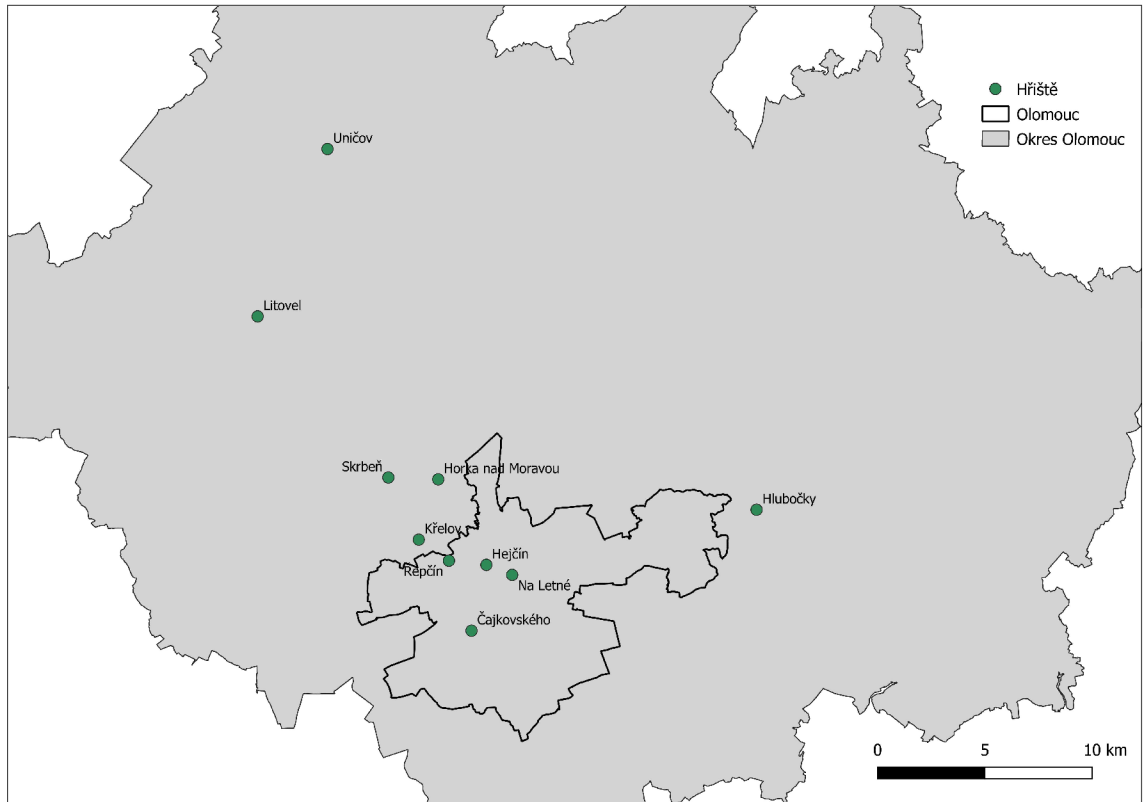 Hřiště
Olomouc
Okres Olomouc
Uničov
Litovel
Skrbeň
Horka nad Moravou
Hlubočky
Křelov
Hejčín
Řepčín
Na Letné
Čajkovského
0 5 10 km